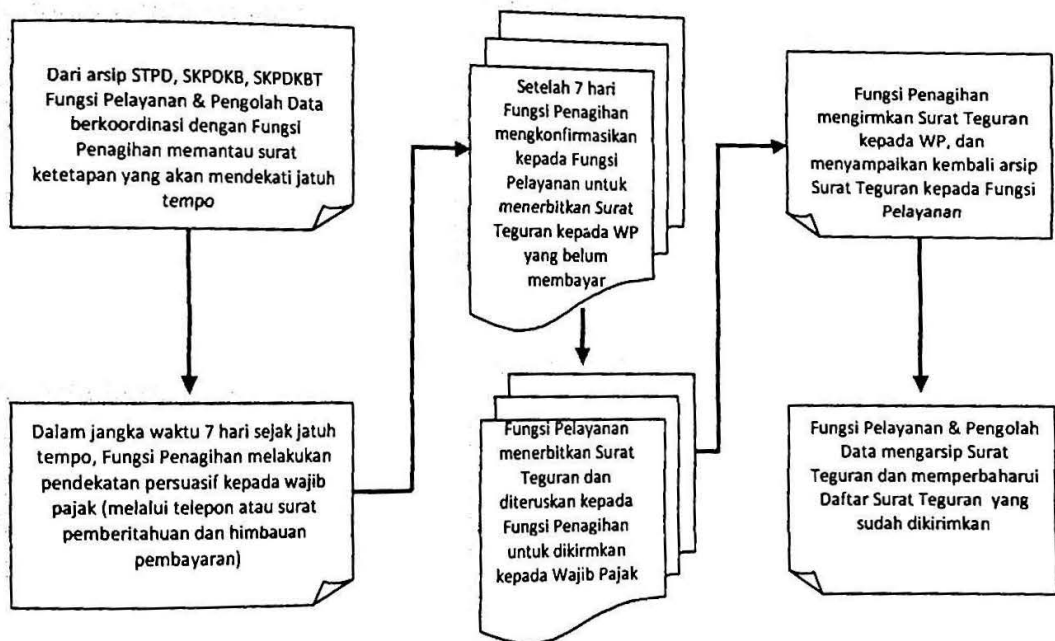 Dari arsip STPD, SKPDKB, SKPDKBT
Fungsi Pelayanan & Pengolah Data
berkoordinasi dengan Fungsi
Penagihan memantau surat
ketetapan yang akan mendekati jatuh
tempo
Dalam jangka waktu 7 hari sejak jatuh
tempo, Fungsi Penagihan melakukan
pendekatan persuasif kepada wajib
pajak (melalui telepon atau surat
pemberitahuan dan himbauan
pembayaran)
Setelah 7 hari
Fungsi Penagihan
mengkonfirmasikan
kepada Fungsi
Pelayanan untuk
menerbitkan Surat
Teguran kepada WP
yang belum
membayar
Fungsi Pelayanan
menerbitkan Surat
Teguran dan
diteruskan kepada
Fungsi Penagihan
untuk dikirmkan
kepada Wajib Pajak
Fungsi Penagihan
mengirmkan Surat Teguran
kepada WP, dan
menyampaikan kembali arsip
Surat Teguran kepada Fungsi
Pelayanan
Fungsi Pelayanan & Pengolah
Data mengarsip Surat
Teguran dan memperbaharui
Daftar Surat Teguran yang
sudah dikirimkan